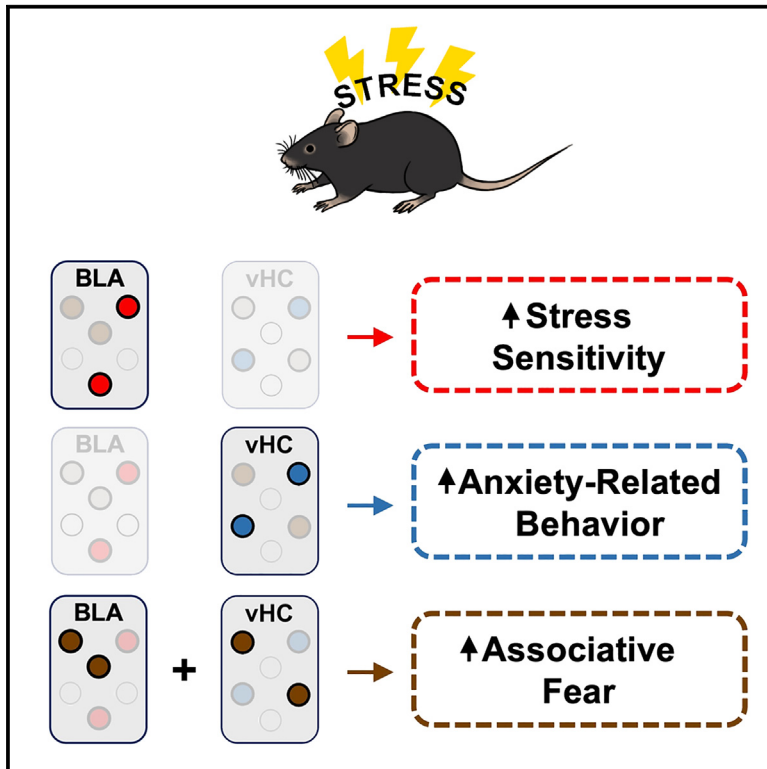 STRESS
BLA
vHC
↑Stress
Sensitivity
BLA
vHC
↑Anxiety-Related
Behavior
BLA
+
vHC
↑Associative
Fear